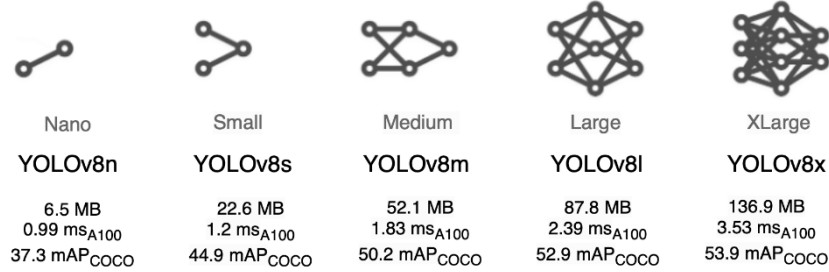 Nano Small Medium Large XLarge
YOLOv8n YOLOv8s YOLOv8m YOLOv8l YOLOv8x
6.5 MB 22.6 MB 52.1 MB 87.8 MB 136.9 MB
0.99 msA100 1.2 msA100 1.83 msA100 2.39 msA100 3.53 msA100
37.3 mAPCOCO 44.9 mAPCOCO 50.2 mAPCOCO 52.9 mAPCOCO 53.9 mAPCOCO